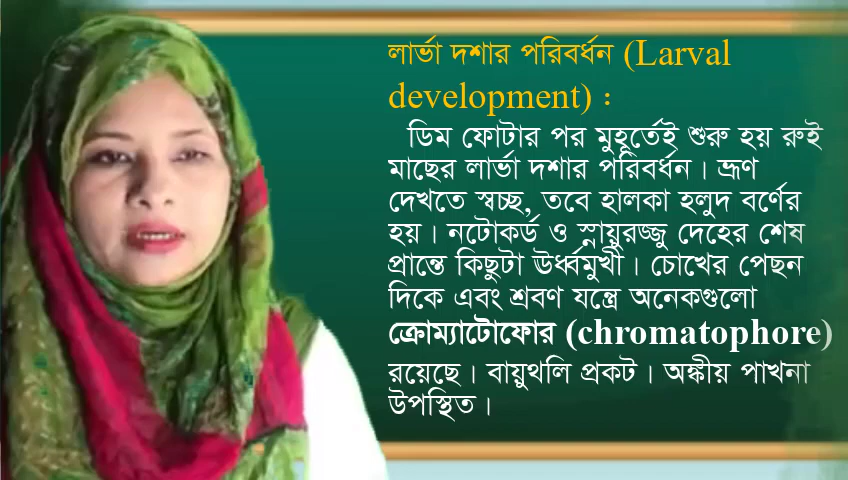 লার্ভা দশার পরিবর্ধন (Larval
development) :
ডিম ফোটার পর মুহূর্তেই শুরু হয় রুই
মাছের লার্ভা দশার পরিবর্ধন। ভ্রূণ
দেখতে স্বচ্ছ, তবে হালকা হলুদ বর্ণের
হয়। নটোকর্ড ও স্নায়ুরজ্জু দেহের শেষ
প্রান্তে কিছুটা ঊর্ধ্বমুখী। চোখের পেছন
দিকে এবং শ্রবণ যন্ত্রে অনেকগুলো
ক্রোম্যাটোফোর (chromatophore)
রয়েছে। বায়ুথলি প্রকট। অঙ্কীয় পাখনা
উপস্থিত।